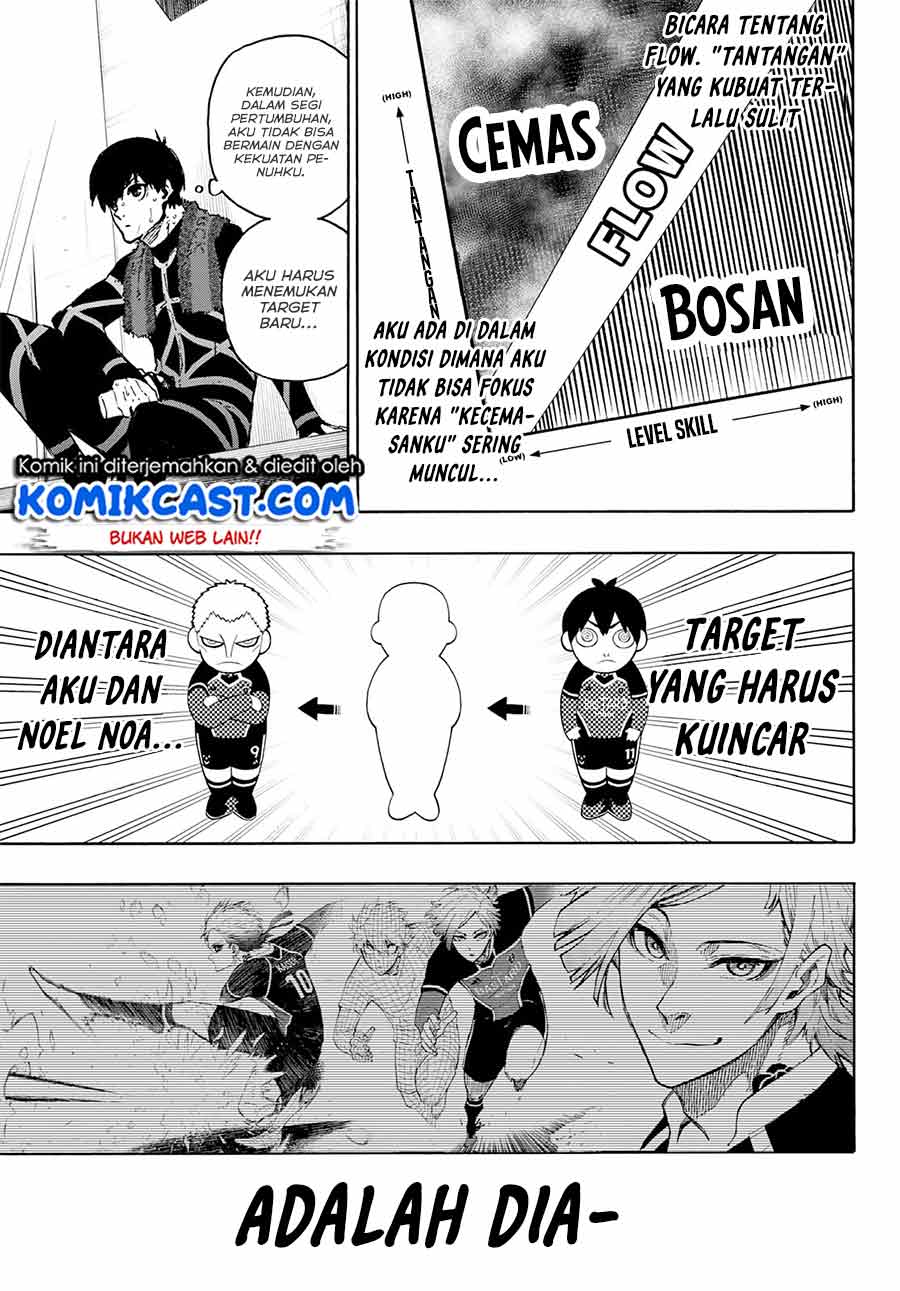 BICARA TENTANG
FLOW. "TANTANGAN"
YANG KUBUAT TER-
LALU SULIT
(HIGH)
CEMAS
TANTANGAN
FLOW
BOSAN
AKU ADA DI DALAM
KONDISI DIMANA AKU
TIDAK BISA FOKUS
KARENA "KECEMA-
SANKU" SERING
MUNCUL...
(LOW)
LEVEL SKILL
(HIGH)
KEMUDIAN,
DALAM SEGI
PERTUMBUHAN,
AKU TIDAK BISA
BERMAIN DENGAN
KEKUATAN PE-
NUHKU.
AKU HARUS
MENEMUKAN
TARGET
BARU...
Komik ini diterjemahkan & diedit oleh
KOMIKCAST.COM
BUKAN WEB LAIN!!
TARGET
YANG HARUS
KUINCAR
11
9
DIANTARA
AKU DAN
NOEL NOA...
10
ADALAH DIA-